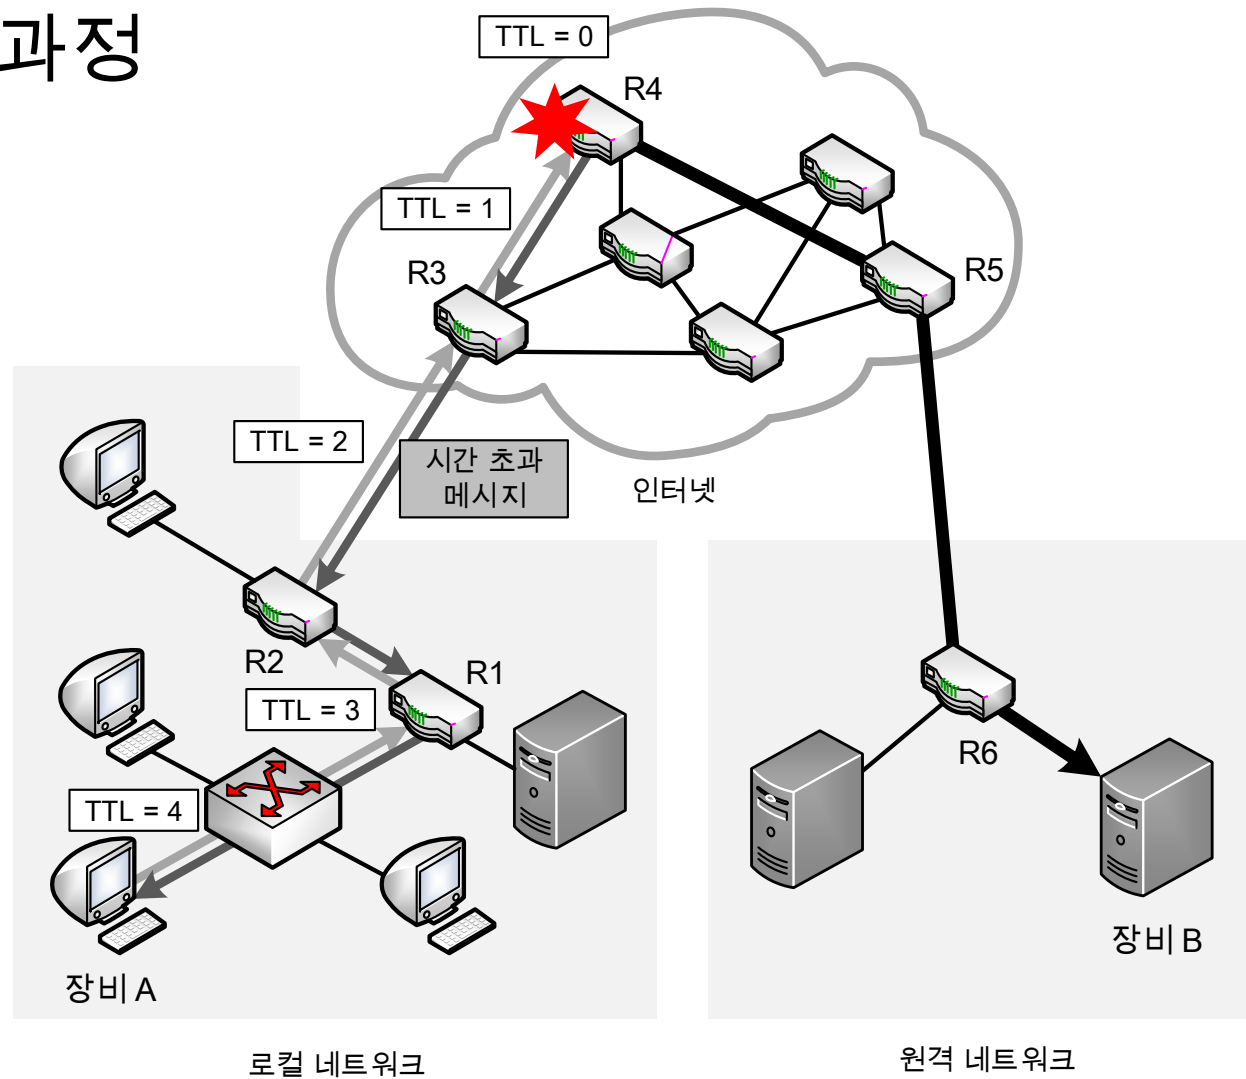 과정
TTL = 0
R4
TTL = 1
R3
R5
TTL = 2
시간 초과
메시지
인터넷
R2
R1
TTL = 3
R6
TTL = 4
장비 B
장비 A
로컬 네트워크
원격 네트워크